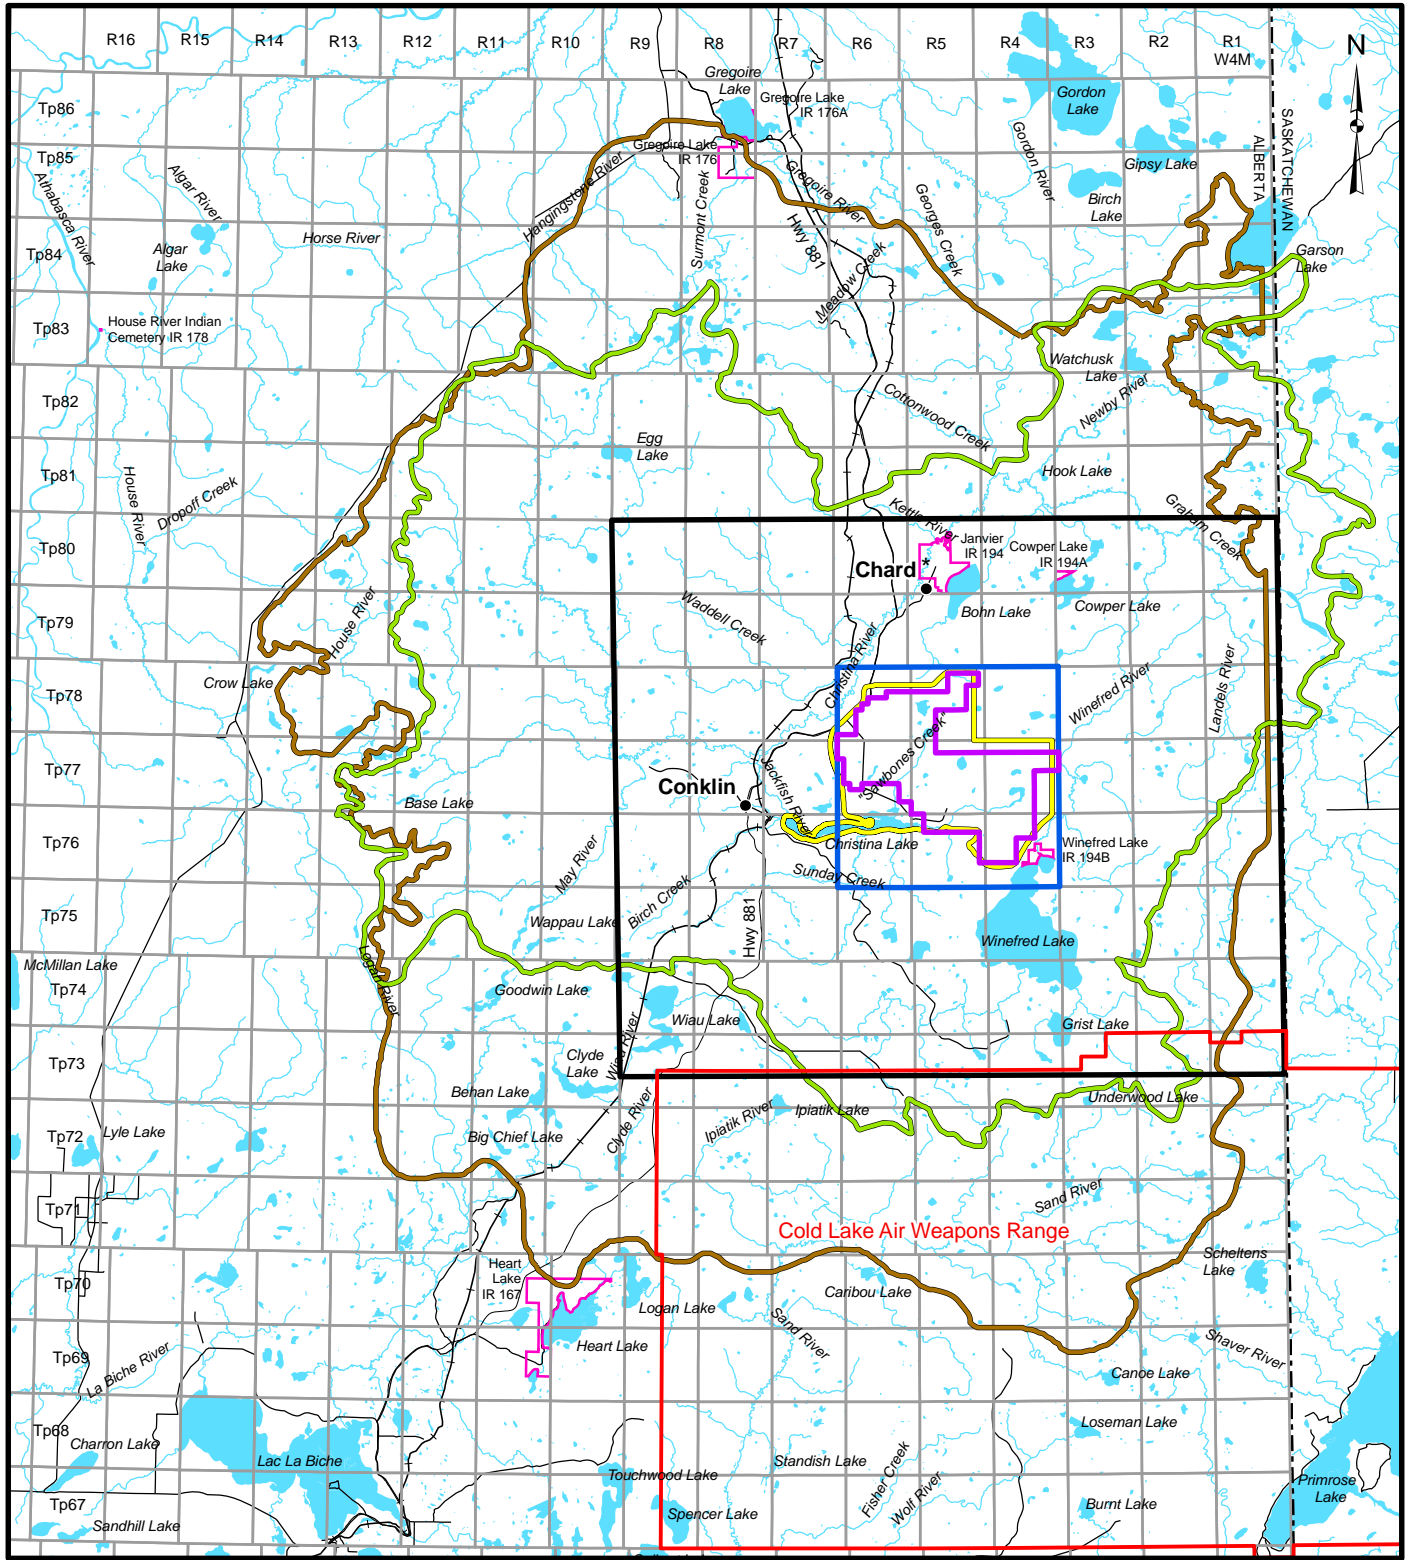 R16
R15
R14
R13
R12
R11
R10
R9
R8
R7
R6
R5
R4
R3
R2
R1
W4M
N
Tp86
Tp85
Tp84
Tp83
Tp82
Tp81
Tp80
Tp79
Tp78
Tp77
Tp76
Tp75
Tp74
Tp73
Tp72
Tp71
Tp70
Tp69
Tp68
Tp67
Gregoire
Lake
Gregoire Lake
IR 176A
Gordon
Lake
SASKATCHEWAN
ALBERTA
Gregoire Lake
IR 176
Gipsy Lake
Birch
Lake
Gordon River
Georges Creek
Gregoire River
Hangingstone River
Surmont Creek
Hwy 881
Meadow Creek
Athabasca River
Algar River
Algar
Lake
Horse River
Garson
Lake
House River Indian
Cemetery IR 178
Watchusk
Lake
Newby River
Cottonwood Creek
Egg
Lake
Hook Lake
House River
Dropoff Creek
Kettle River
Graham Creek
Janvier
IR 194
Cowper Lake
IR 194A
Chard
*
Bohn Lake
Cowper Lake
Waddell Creek
House River
Crow Lake
Christina River
Winefred River
Landels River
"Sawbones Creek"
Jackfish River
Conklin
Base Lake
Christina Lake
Winefred Lake
IR 194B
Sunday Creek
May River
Birch Creek
Wappau Lake
Hwy 881
Winefred Lake
McMillan Lake
Logan River
Goodwin Lake
Wiau Lake
Grist Lake
Wiau River
Clyde
Lake
Behan Lake
Underwood Lake
Ipiatik Lake
Ipiatik River
Clyde River
Lyle Lake
Big Chief Lake
Sand River
Cold Lake Air Weapons Range
Scheltens
Lake
Heart
Lake
IR 167
Caribou Lake
Logan Lake
Sand River
Heart Lake
Shaver River
La Biche River
Canoe Lake
Loseman Lake
Charron Lake
Lac La Biche
Standish Lake
Touchwood Lake
Fisher Creek
Wolf River
Primrose
Lake
Burnt Lake
Spencer Lake
Sandhill Lake